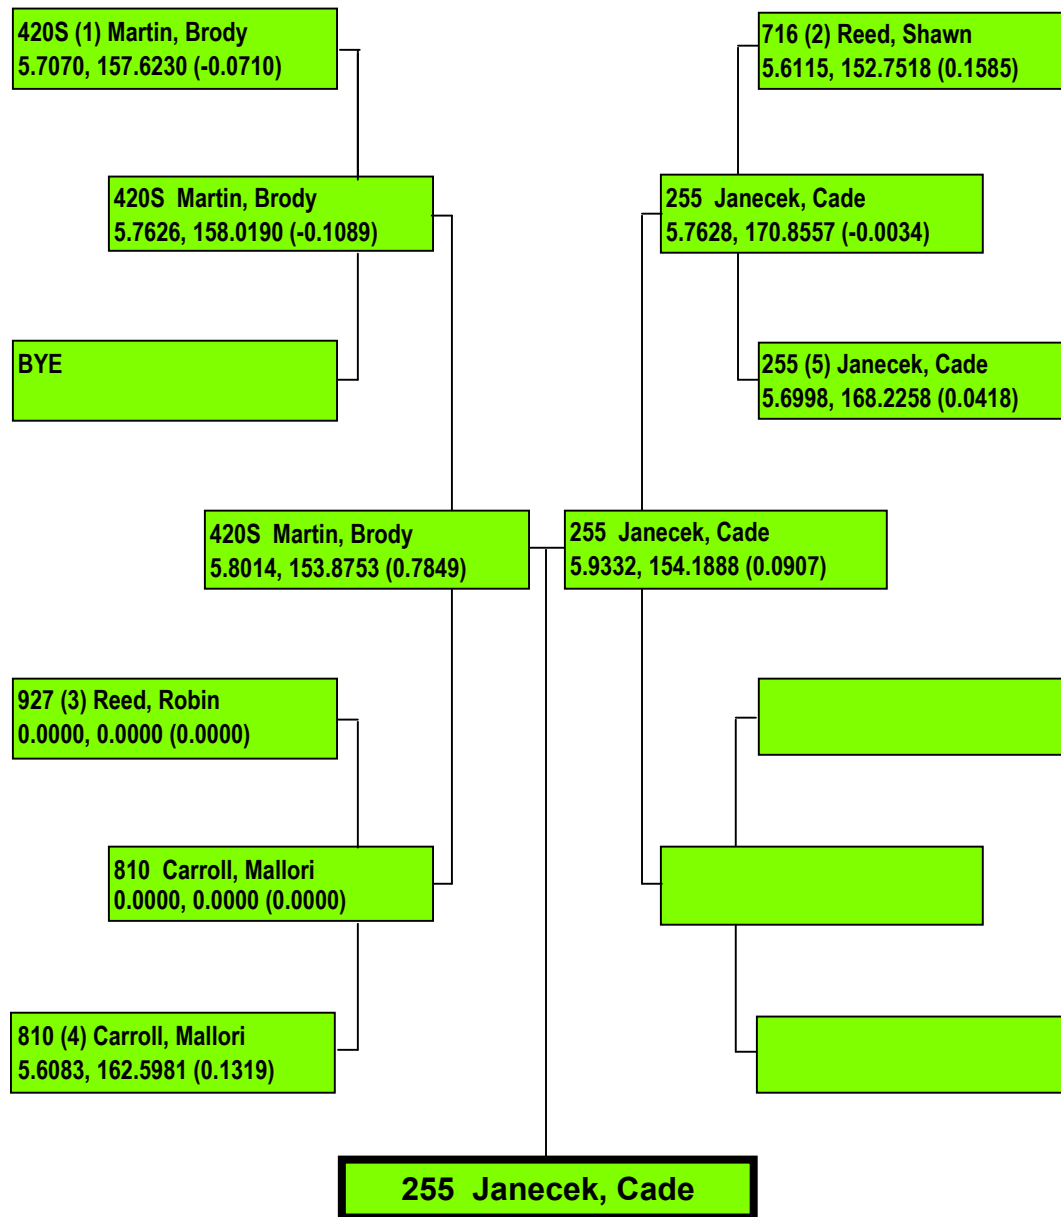 420S (1) Martin, Brody
5.7070, 157.6230 (-0.0710)
716 (2) Reed, Shawn
5.6115, 152.7518 (0.1585)
420S Martin, Brody
5.7626, 158.0190 (-0.1089)
255 Janecek, Cade
5.7628, 170.8557 (-0.0034)
BYE
255 (5) Janecek, Cade
5.6998, 168.2258 (0.0418)
420S Martin, Brody
5.8014, 153.8753 (0.7849)
255 Janecek, Cade
5.9332, 154.1888 (0.0907)
927 (3) Reed, Robin
0.0000, 0.0000 (0.0000)
810 Carroll, Mallori
0.0000, 0.0000 (0.0000)
810 (4) Carroll, Mallori
5.6083, 162.5981 (0.1319)
255 Janecek, Cade